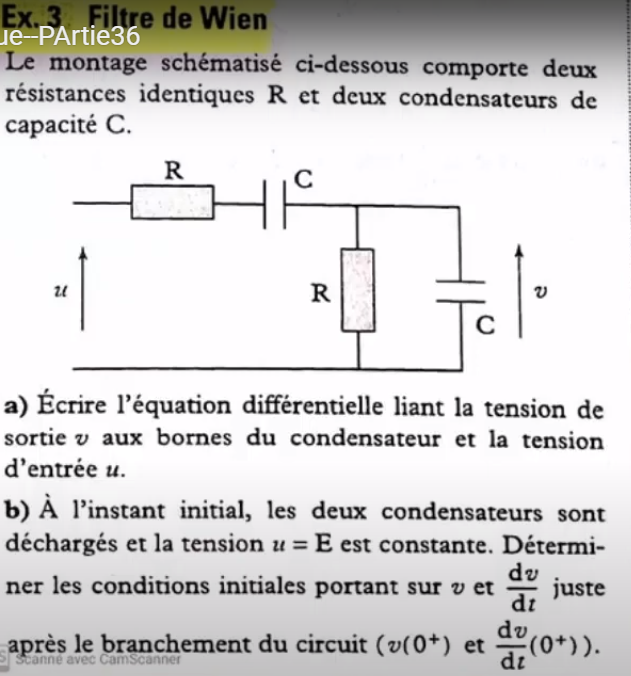 Ex. 3 Filtre de Wien
ue--PArtie36
Le montage schématisé ci-dessous comporte deux
résistances identiques R et deux condensateurs de
capacité C.
R
C
u
R
v
C
a) Écrire l'équation différentielle liant la tension de
sortie v aux bornes du condensateur et la tension
d'entrée u.
b) À l'instant initial, les deux condensateurs sont
déchargés et la tension u = E est constante. Détermi-
ner les conditions initiales portant sur v et dv/dt juste
après le branchement du circuit (v(0⁺) et dv/dt(0⁺)).
Scanné avec CamScanner